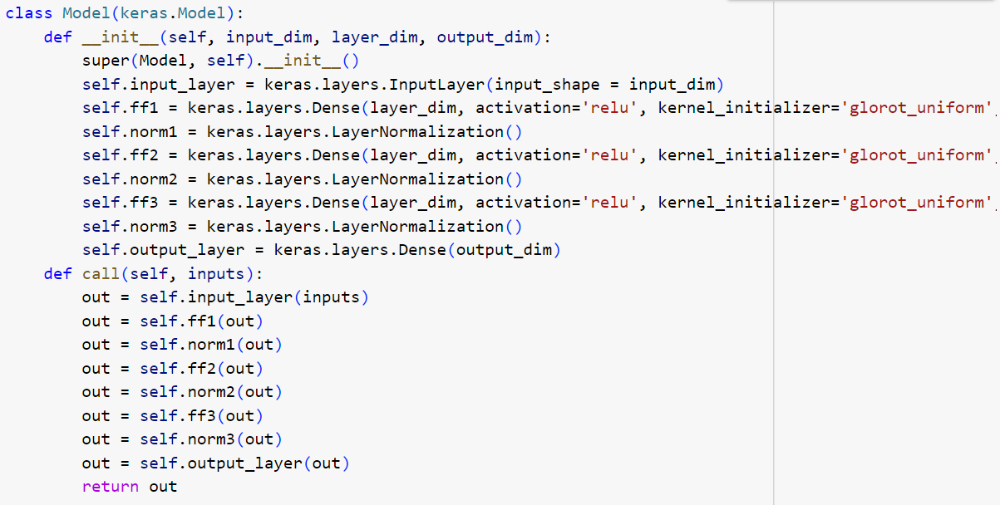 class Model(keras.Model):
    def __init__(self, input_dim, layer_dim, output_dim):
        super(Model, self).__init__()
        self.input_layer = keras.layers.InputLayer(input_shape = input_dim)
        self.ff1 = keras.layers.Dense(layer_dim, activation='relu', kernel_initializer='glorot_uniform',
        self.norm1 = keras.layers.LayerNormalization()
        self.ff2 = keras.layers.Dense(layer_dim, activation='relu', kernel_initializer='glorot_uniform',
        self.norm2 = keras.layers.LayerNormalization()
        self.ff3 = keras.layers.Dense(layer_dim, activation='relu', kernel_initializer='glorot_uniform',
        self.norm3 = keras.layers.LayerNormalization()
        self.output_layer = keras.layers.Dense(output_dim)
    def call(self, inputs):
        out = self.input_layer(inputs)
        out = self.ff1(out)
        out = self.norm1(out)
        out = self.ff2(out)
        out = self.norm2(out)
        out = self.ff3(out)
        out = self.norm3(out)
        out = self.output_layer(out)
        return out